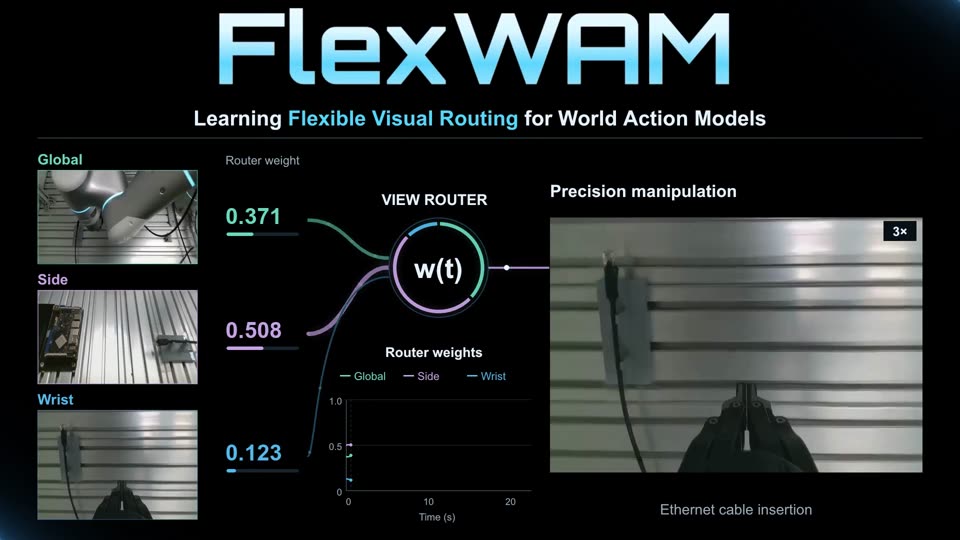 FlexWAM
Learning Flexible Visual Routing for World Action Models
Global
Router weight
0.371
Side
0.508
Wrist
0.123
VIEW ROUTER
w(t)
Router weights
Global Side Wrist
1.0
0.5
0
0 10 20
Time (s)
Precision manipulation
3×
Ethernet cable insertion